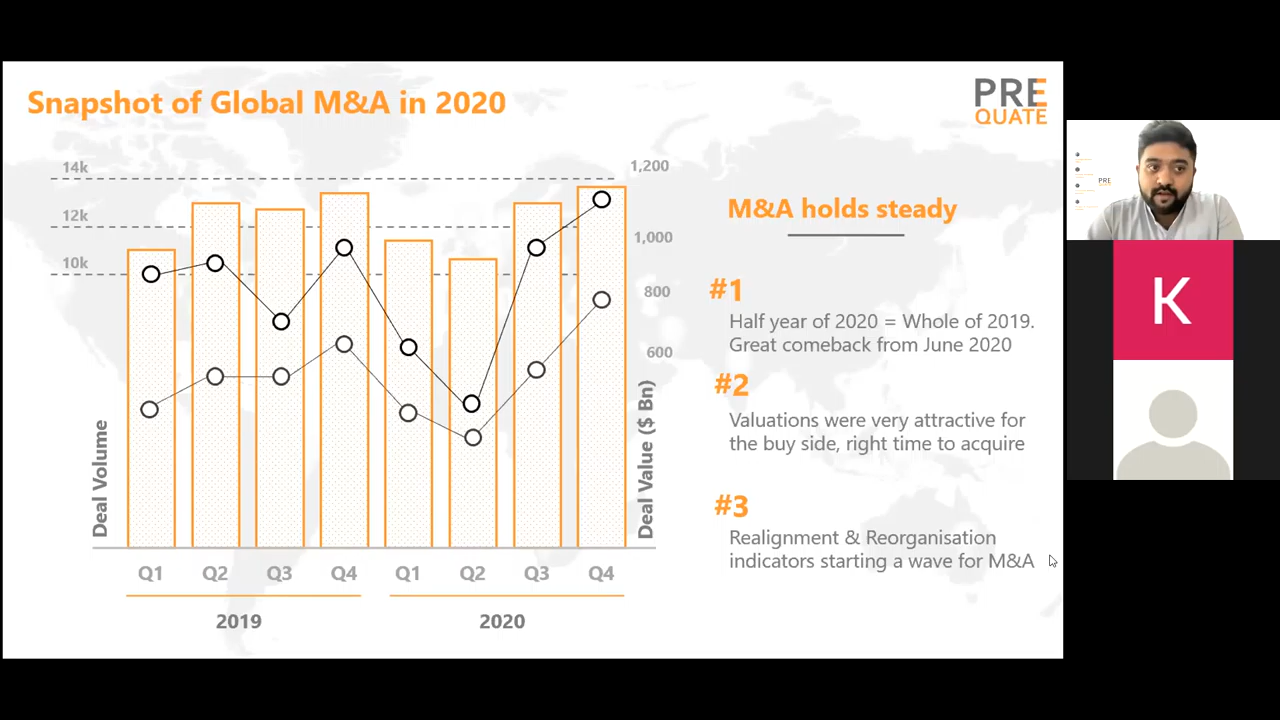 Snapshot of Global M&A in 2020
PRE
QUATE
14k
12k
10k
1,200
1,000
800
600
Deal Volume
Deal Value ($ Bn)
Q1 Q2 Q3 Q4 Q1 Q2 Q3 Q4
2019 2020
M&A holds steady
#1
Half year of 2020 = Whole of 2019.
Great comeback from June 2020
#2
Valuations were very attractive for
the buy side, right time to acquire
#3
Realignment & Reorganisation
indicators starting a wave for M&A
PRE
K